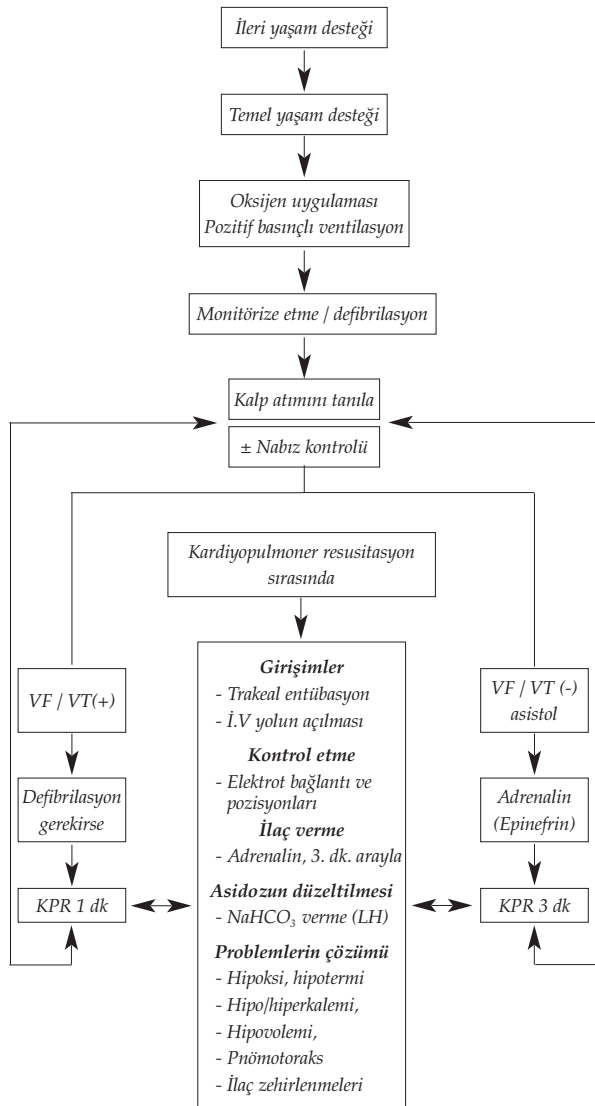 İleri yaşam desteği
Temel yaşam desteği
Oksijen uygulaması
Pozitif basınçlı ventilasyon
Monitörize etme / defibrilasyon
Kalp atımını tanıla
± Nabız kontrolü
Kardiyopulmoner resusitasyon
sırasında
VF / VT(+)
Defibrilasyon
gerekirse
KPR 1 dk
Girişimler
- Trakeal entübasyon
- İ.V yolun açılması
Kontrol etme
- Elektrot bağlantı ve
pozisyonları
İlaç verme
- Adrenalin, 3. dk. arayla
Asidozun düzeltilmesi
- NaHCO₃ verme (LH)
Problemlerin çözümü
- Hipoksi, hipotermi
- Hipo/hiperkalemi,
- Hipovolemi,
- Pnömotoraks
- İlaç zehirlenmeleri
VF / VT (-)
asistol
Adrenalin
(Epinefrin)
KPR 3 dk